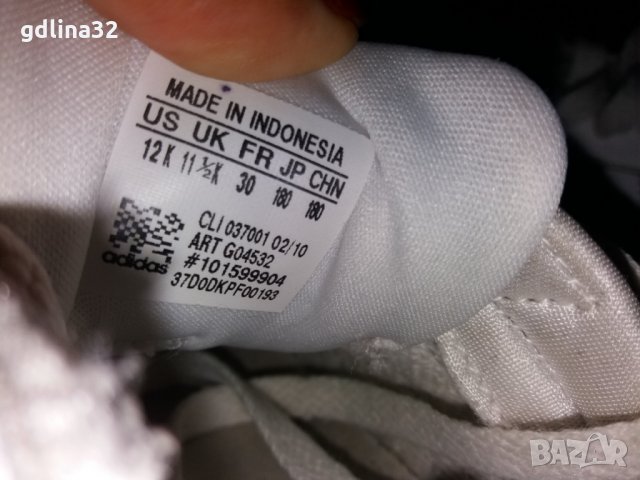 gdlina32
MADE IN INDONESIA
US UK FR JP CHN
12K 11½K 30 180 180
CLI 037001 02/10
ART G04532
#101599904
37D0DKPF00193
adidas
BAZAR